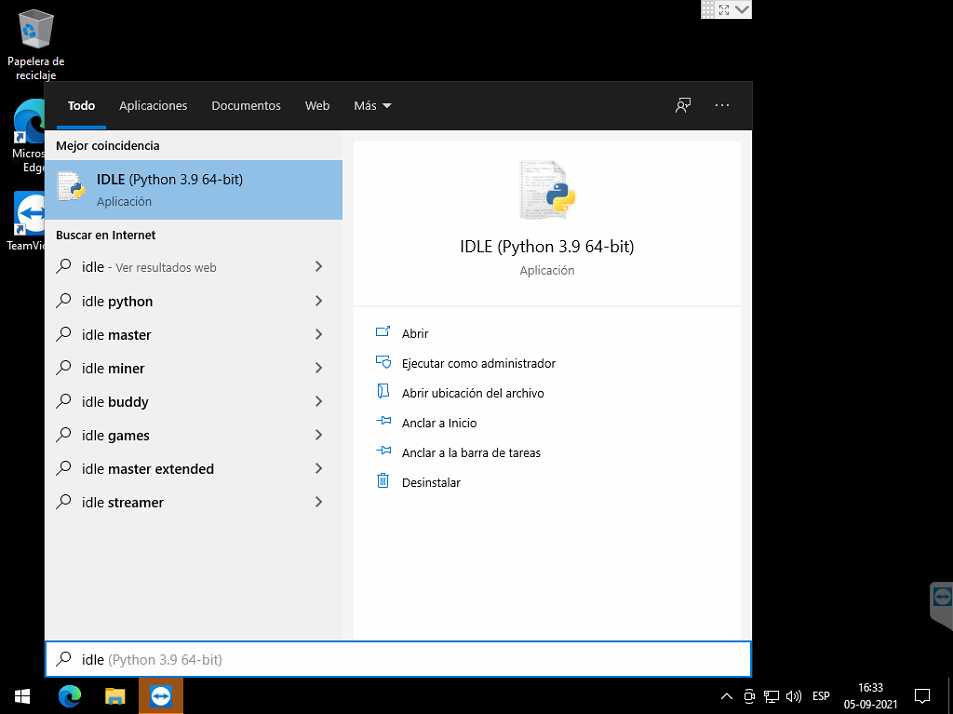 Papelera de
reciclaje
Micros
Edge
TeamVie
Todo Aplicaciones Documentos Web Más ...
Mejor coincidencia
IDLE (Python 3.9 64-bit)
Aplicación
Buscar en Internet
idle - Ver resultados web
idle python
idle master
idle miner
idle buddy
idle games
idle master extended
idle streamer
IDLE (Python 3.9 64-bit)
Aplicación
Abrir
Ejecutar como administrador
Abrir ubicación del archivo
Anclar a Inicio
Anclar a la barra de tareas
Desinstalar
idle (Python 3.9 64-bit)
ESP
16:33
05-09-2021